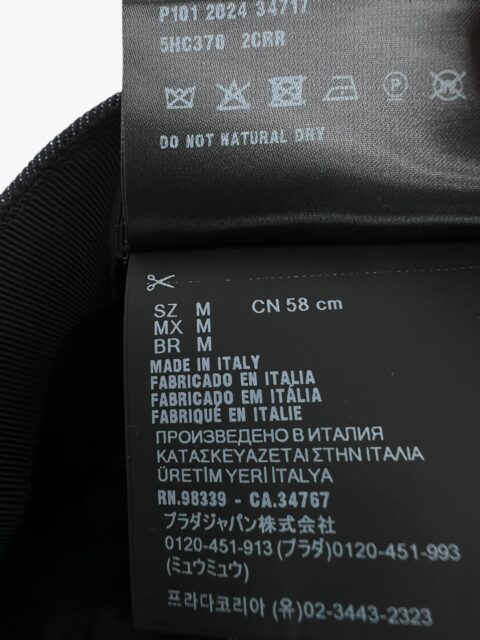 P101 2024 34717
5HC370 2CRR
DO NOT NATURAL DRY
SZ M CN 58 cm
MX M
BR M
MADE IN ITALY
FABRICADO EN ITALIA
FABRICADO EM ITÁLIA
FABRIQUÉ EN ITALIE
ПРОИЗВЕДЕНО В ИТАЛИЯ
ΚΑΤΑΣΚΕΥΑΖΕΤΑΙ ΣΤΗΝ ΙΤΑΛΙΑ
ÜRETİM YERİ İTALYA
RN.98339 - CA.34767
プラダジャパン株式会社
0120-451-913 (プラダ)0120-451-993
(ミュウミュウ)
프라다코리아 (유)02-3443-2323